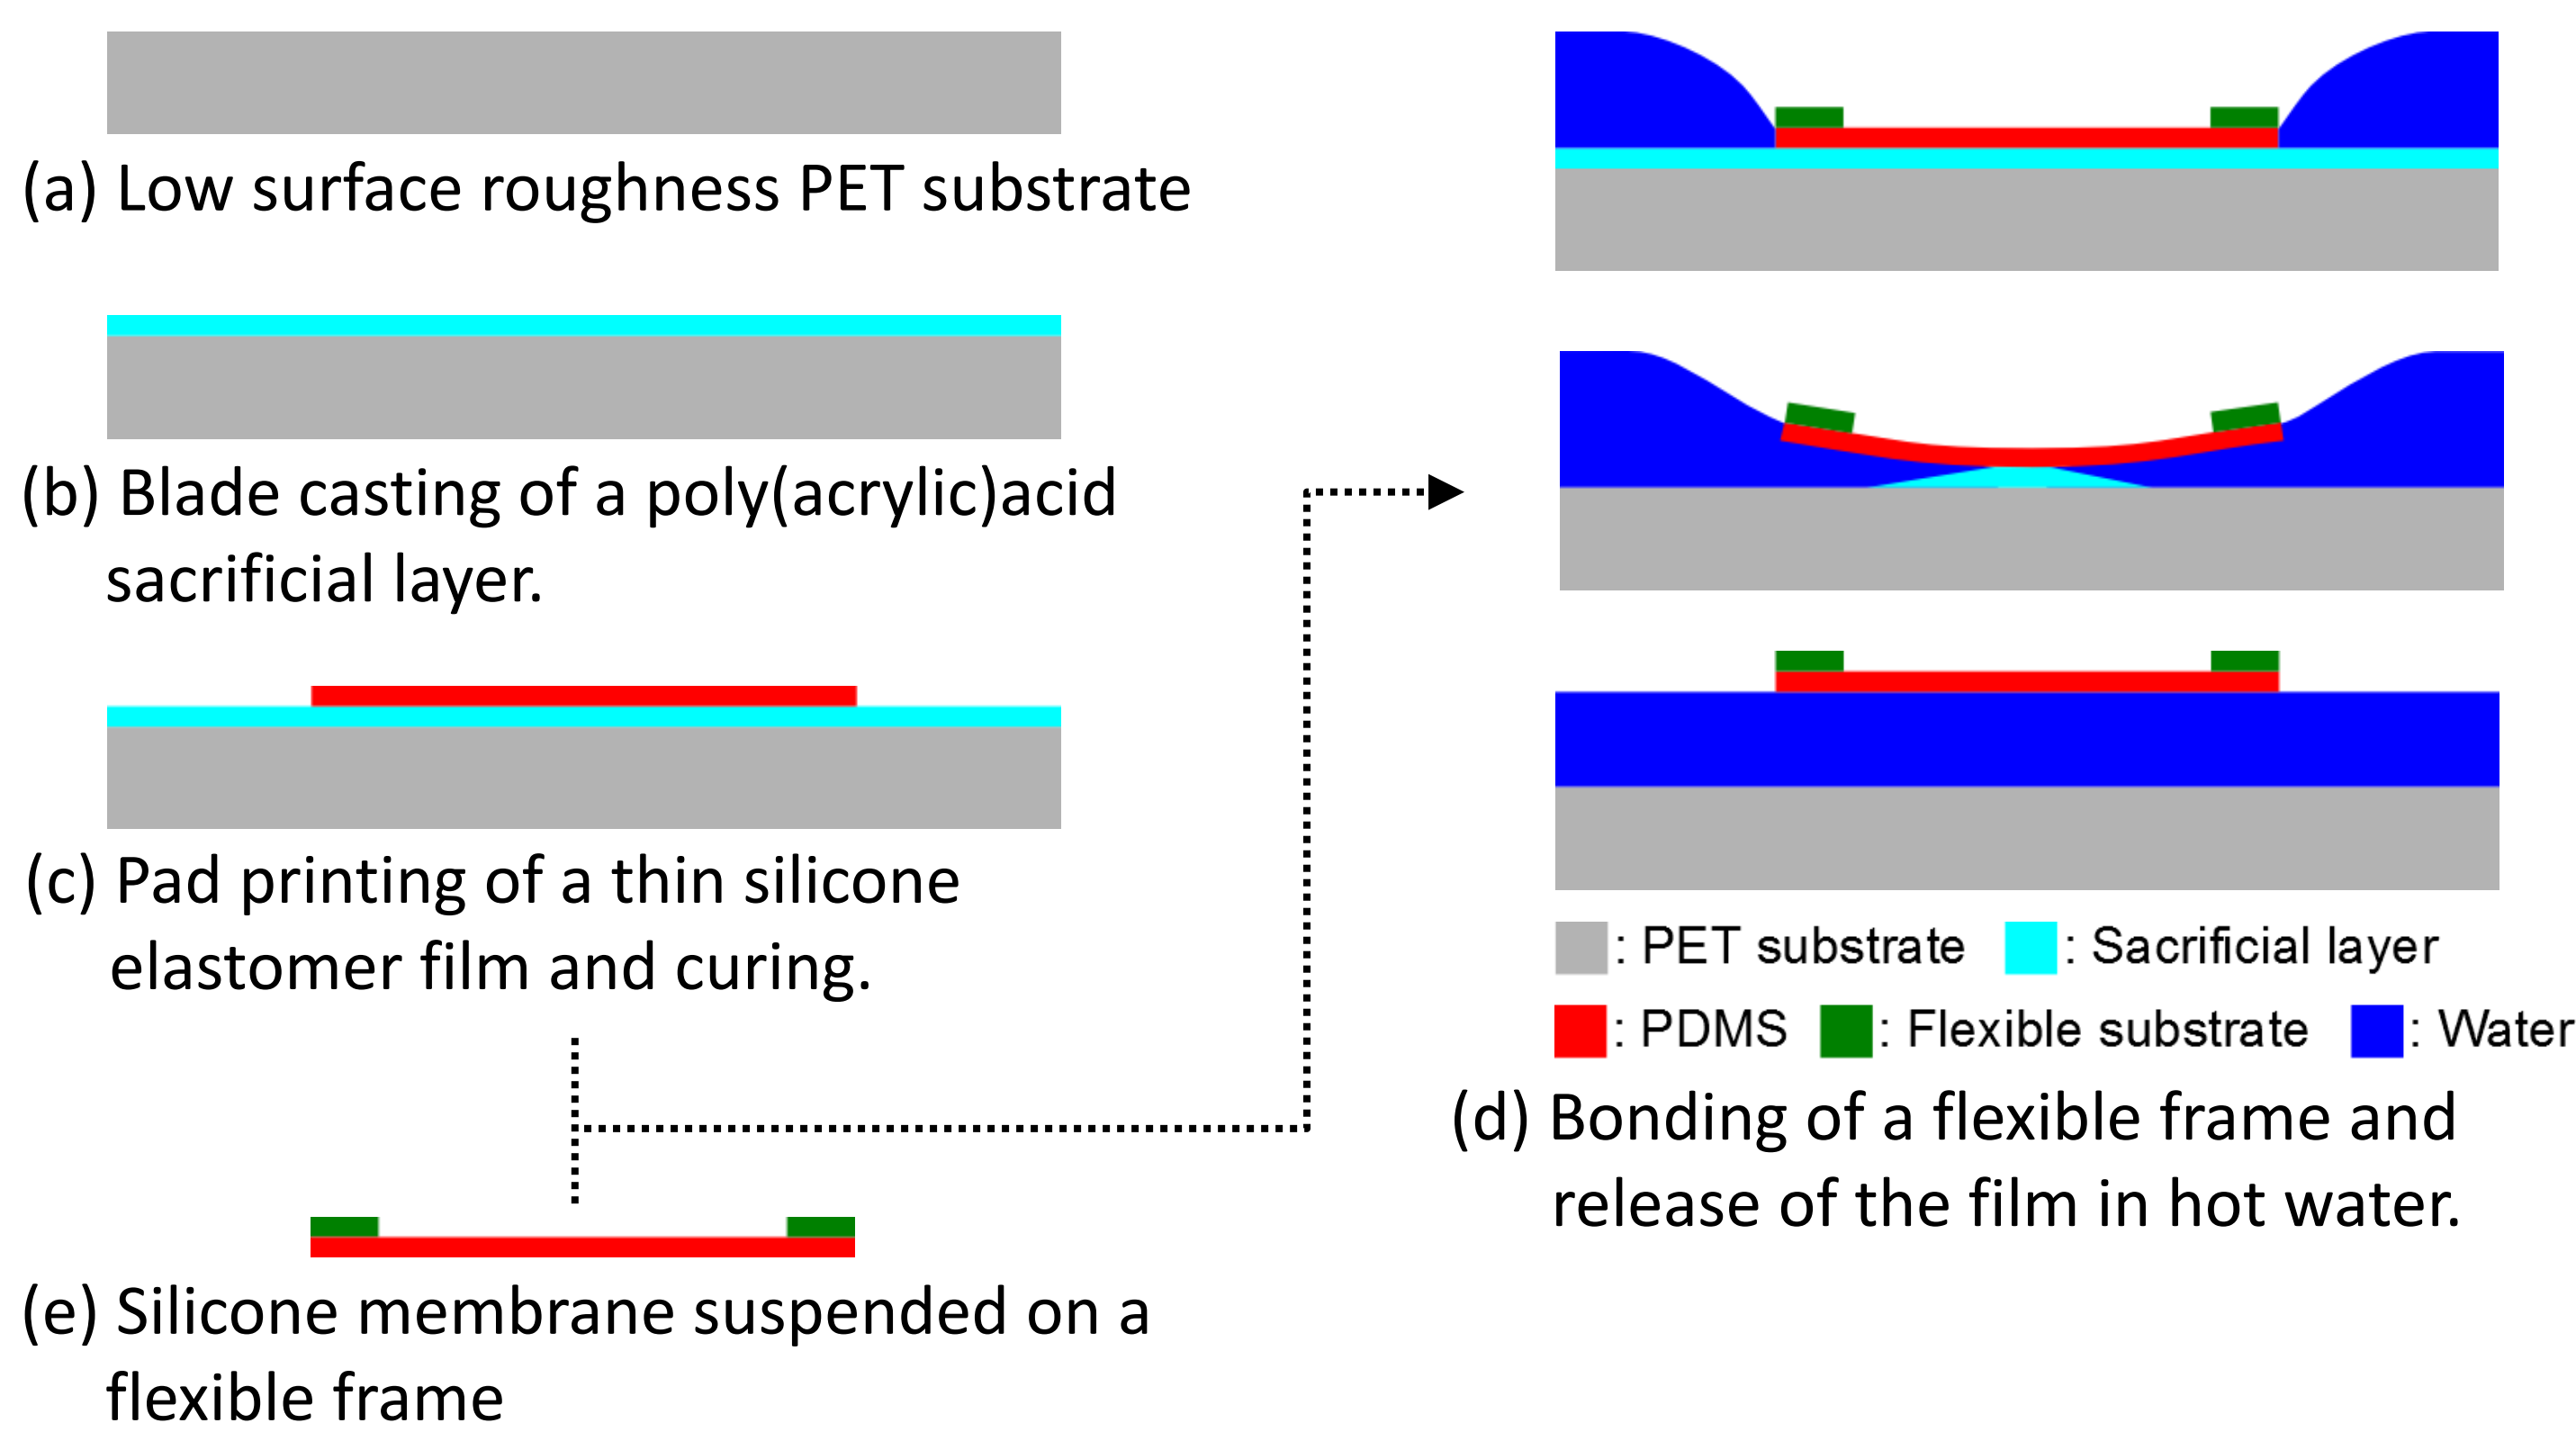 (a) Low surface roughness PET substrate
(b) Blade casting of a poly(acrylic)acid
sacrificial layer.
(c) Pad printing of a thin silicone
elastomer film and curing.
(e) Silicone membrane suspended on a
flexible frame
: PET substrate : Sacrificial layer
: PDMS : Flexible substrate : Water
(d) Bonding of a flexible frame and
release of the film in hot water.